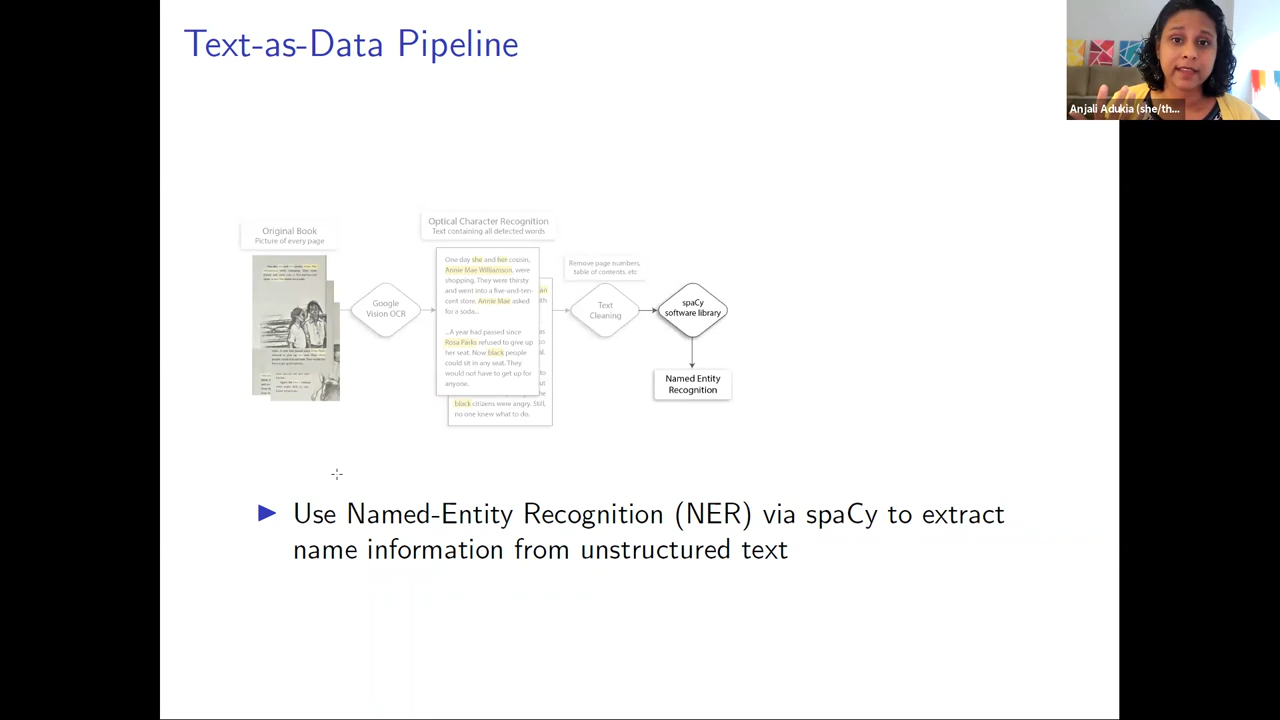 Text-as-Data Pipeline
Anjali Adukia (she/th...
Original Book
Picture of every page
Google
Vision OCR
Optical Character Recognition
Text containing all detected words
One day she and her cousin,
Annie Mae Williamson, were
shopping. They were thirsty
and went into a five-and-ten-
cent store. Annie Mae asked
for a soda...
...A year had passed since
Rosa Parks refused to give up
her seat. Now black people
could sit in any seat. They
would not have to get up for
anyone.
black citizens were angry. Still,
no one knew what to do.
Remove page numbers,
table of contents, etc
Text
Cleaning
spaCy
software library
Named Entity
Recognition
Use Named-Entity Recognition (NER) via spaCy to extract
name information from unstructured text